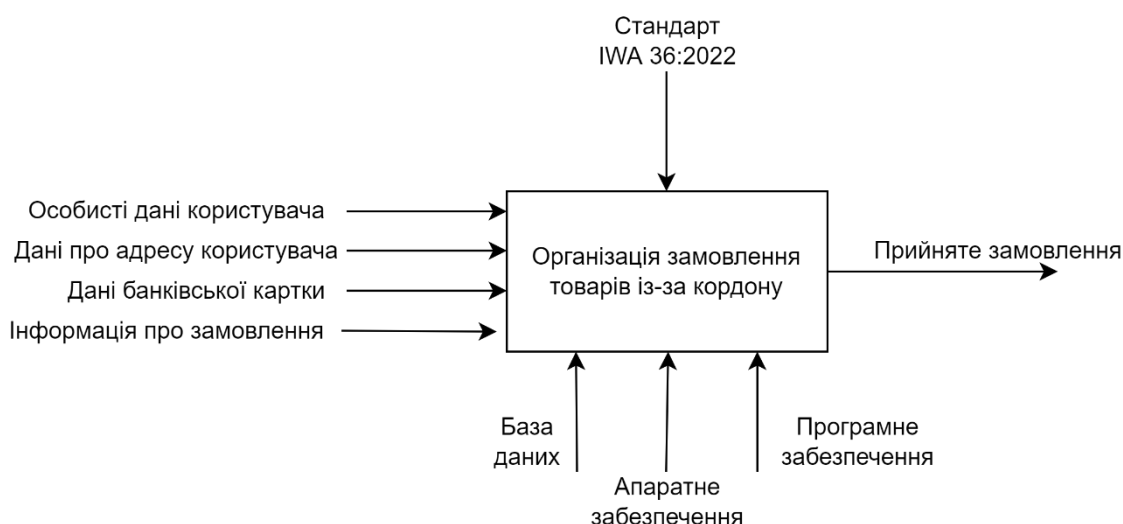 Стандарт
IWA 36:2022
Особисті дані користувача
Дані про адресу користувача
Дані банківської картки
Інформація про замовлення
Організація замовлення
товарів із-за кордону
Прийняте замовлення
База
даних
Апаратне
забезпечення
Програмне
забезпечення